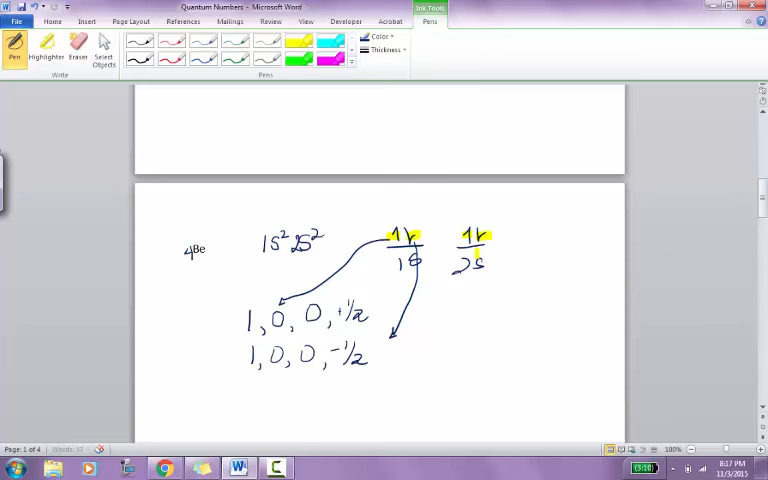 Quantum Numbers - Microsoft Word
Ink Tools
File Home Insert Page Layout References Mailings Review View Developer Acrobat Pens
Pen Highlighter Eraser Select Objects
Color
Thickness
Write
Pens
4Be 1s² 2s² 1s 2s
1, 0, 0, +1/2
1, 0, 0, -1/2
Page: 1 of 4 Words: 17 100%
(3:10) 8:17 PM
11/3/2015